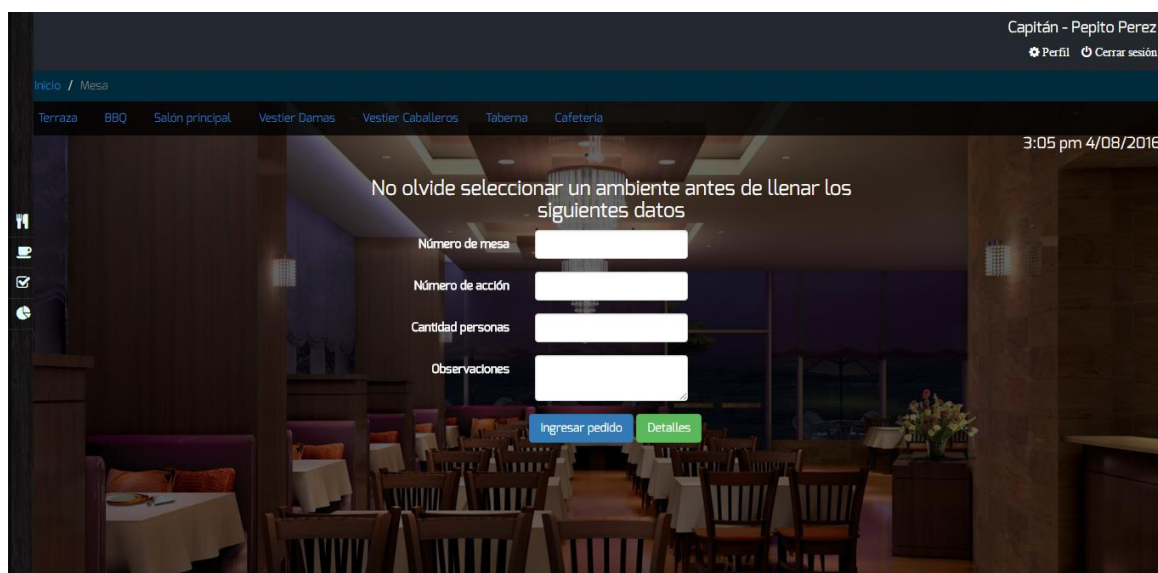 Capitán - Pepito Perez
Perfil Cerrar sesión
Inicio / Mesa
Terraza BBQ Salón principal Vestier Damas Vestier Caballeros Taberna Cafeteria
3:05 pm 4/08/2016
No olvide seleccionar un ambiente antes de llenar los
siguientes datos
Número de mesa
Número de acción
Cantidad personas
Observaciones
Ingresar pedido Detalles